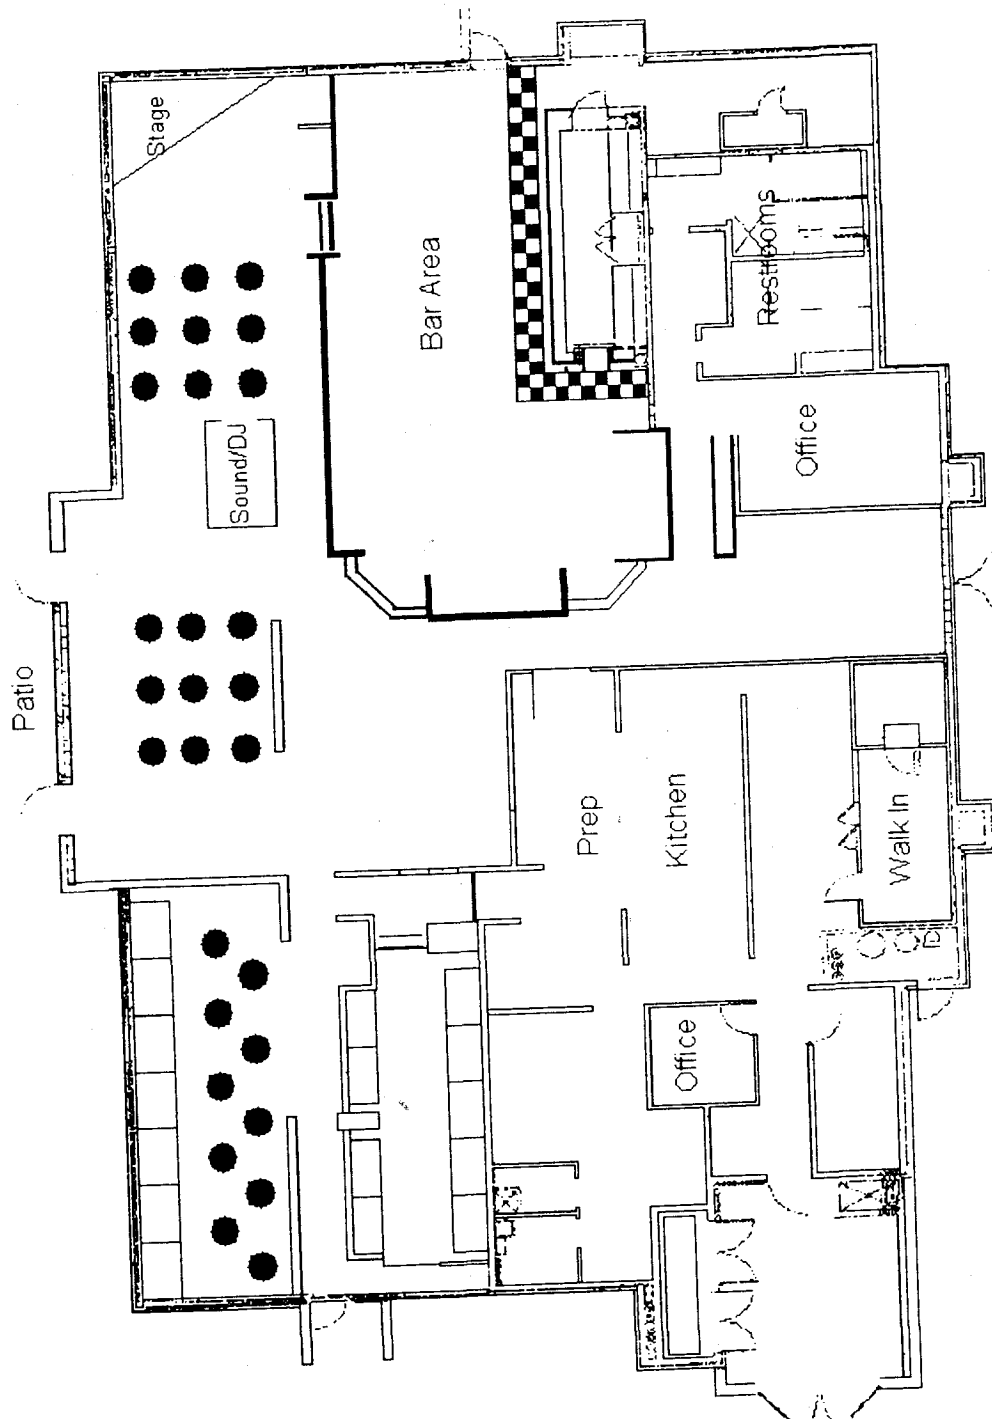 Stage
Bar Area
Restrooms
Sound/DJ
Office
Patio
Prep
Kitchen
Walk In
Office